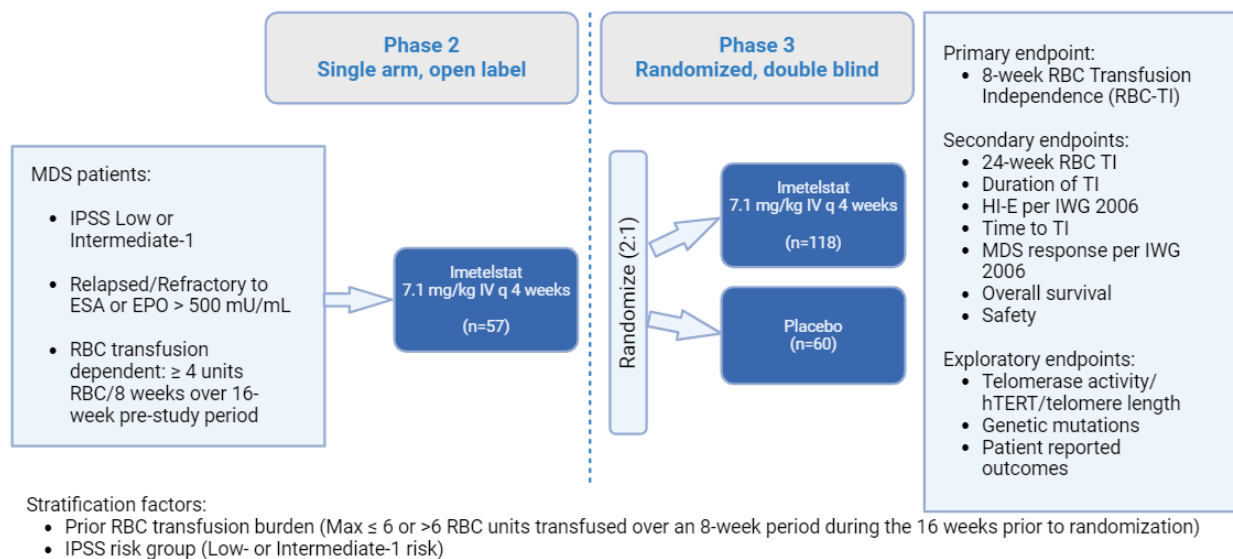 Phase 2
Single arm, open label
Phase 3
Randomized, double blind
MDS patients:
• IPSS Low or
Intermediate-1
• Relapsed/Refractory to
ESA or EPO > 500 mU/mL
• RBC transfusion
dependent: ≥ 4 units
RBC/8 weeks over 16-
week pre-study period
Imetelstat
7.1 mg/kg IV q 4 weeks
(n=57)
Randomize (2:1)
Imetelstat
7.1 mg/kg IV q 4 weeks
(n=118)
Placebo
(n=60)
Primary endpoint:
• 8-week RBC Transfusion
Independence (RBC-TI)
Secondary endpoints:
• 24-week RBC TI
• Duration of TI
• HI-E per IWG 2006
• Time to TI
• MDS response per IWG
2006
• Overall survival
• Safety
Exploratory endpoints:
• Telomerase activity/
hTERT/telomere length
• Genetic mutations
• Patient reported
outcomes
Stratification factors:
• Prior RBC transfusion burden (Max ≤ 6 or >6 RBC units transfused over an 8-week period during the 16 weeks prior to randomization)
• IPSS risk group (Low- or Intermediate-1 risk)